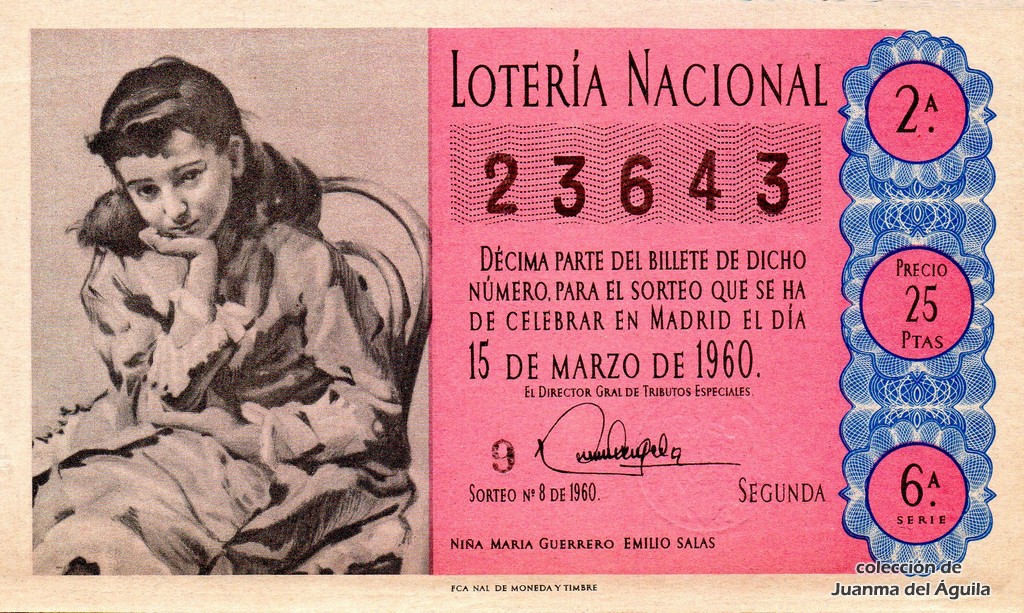 LOTERÍA NACIONAL
2.ª
23643
DÉCIMA PARTE DEL BILLETE DE DICHO
NÚMERO, PARA EL SORTEO QUE SE HA
DE CELEBRAR EN MADRID EL DÍA
15 DE MARZO DE 1960.
PRECIO
25
PTAS
EL DIRECTOR GRAL DE TRIBUTOS ESPECIALES.
9
SORTEO Nº 8 DE 1960.
SEGUNDA
6.ª
SERIE
NIÑA MARIA GUERRERO EMILIO SALAS
FCA NAL DE MONEDA Y TIMBRE
colección de
Juanma del Águila